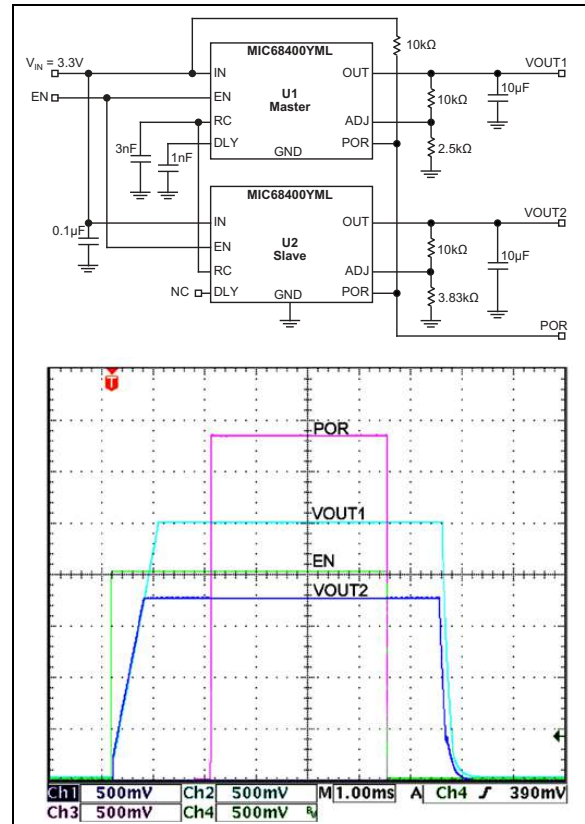 10kΩ
MIC68400YML
VIN = 3.3V
IN
OUT
VOUT1
EN
EN
U1
Master
10kΩ
10µF
RC
ADJ
3nF
1nF
DLY
POR
2.5kΩ
GND
MIC68400YML
IN
OUT
VOUT2
0.1µF
EN
U2
Slave
10kΩ
10µF
RC
ADJ
NC
DLY
GND
POR
3.83kΩ
POR
T
POR
VOUT1
EN
VOUT2
Ch1 500mV Ch2 500mV M 1.00ms A Ch4 390mV
Ch3 500mV Ch4 500mV